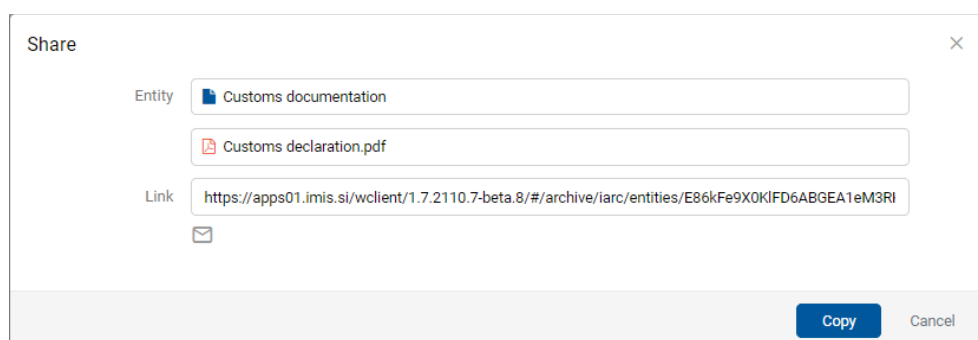 Share
Entity
Customs documentation
Customs declaration.pdf
Link
https://apps01.imis.si/wclient/1.7.2110.7-beta.8/#/archive/iarc/entities/E86kFe9X0KlFD6ABGEA1eM3R
Copy
Cancel